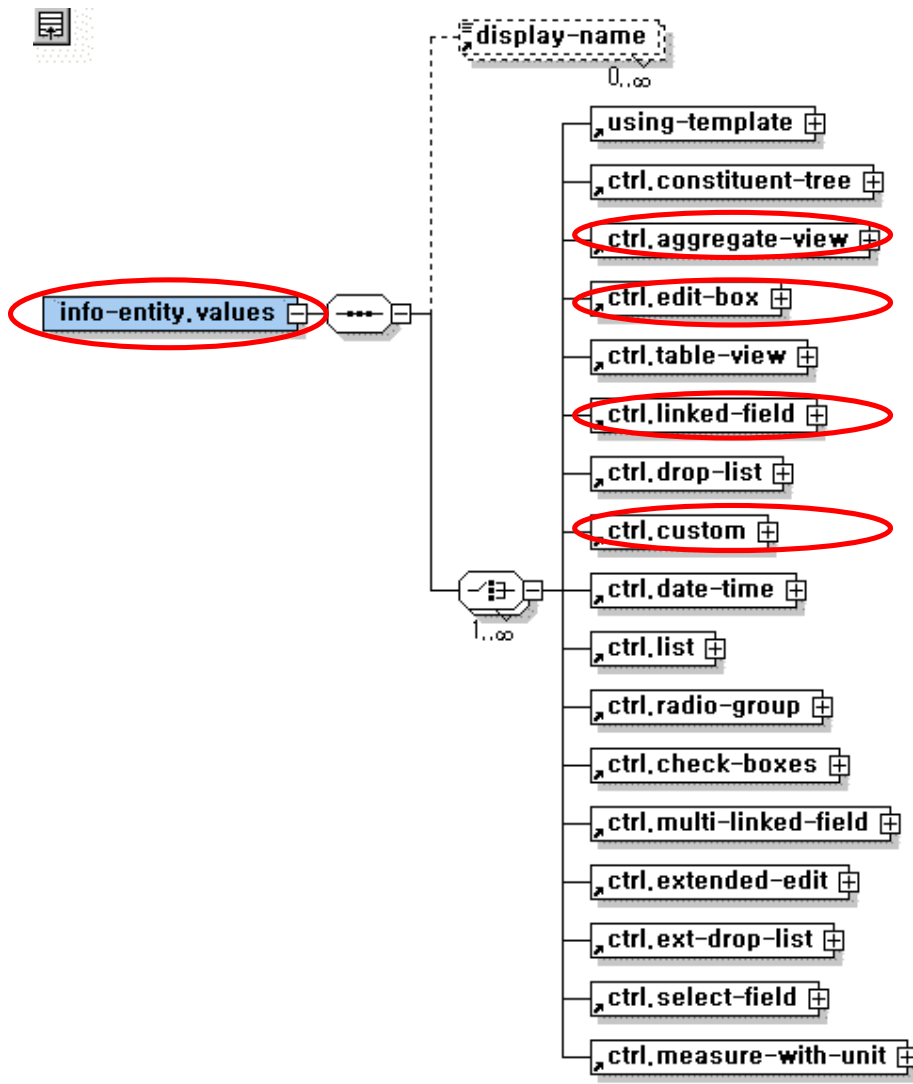 display-name
0..∞
using-template
ctrl.constituent-tree
ctrl.aggregate-view
ctrl.edit-box
info-entity.values
ctrl.table-view
ctrl.linked-field
ctrl.drop-list
ctrl.custom
ctrl.date-time
1..∞
ctrl.list
ctrl.radio-group
ctrl.check-boxes
ctrl.multi-linked-field
ctrl.extended-edit
ctrl.ext-drop-list
ctrl.select-field
ctrl.measure-with-unit